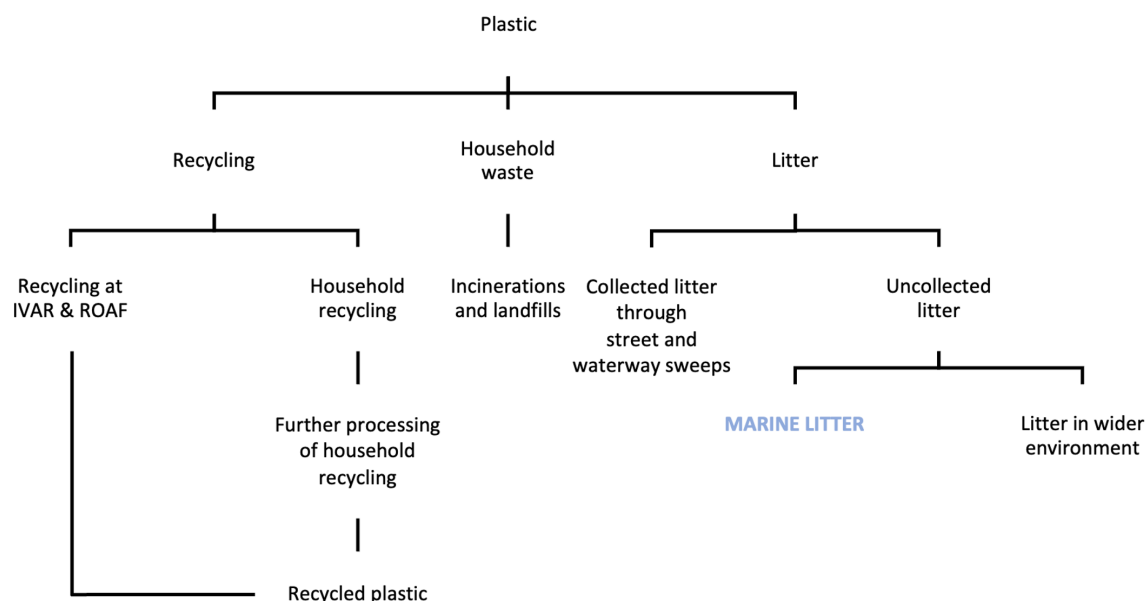 Plastic
Recycling
Household
waste
Litter
Recycling at
IVAR & ROAF
Household
recycling
Incinerations
and landfills
Collected litter
through
street and
waterway sweeps
Uncollected
litter
Further processing
of household
recycling
MARINE LITTER
Litter in wider
environment
Recycled plastic